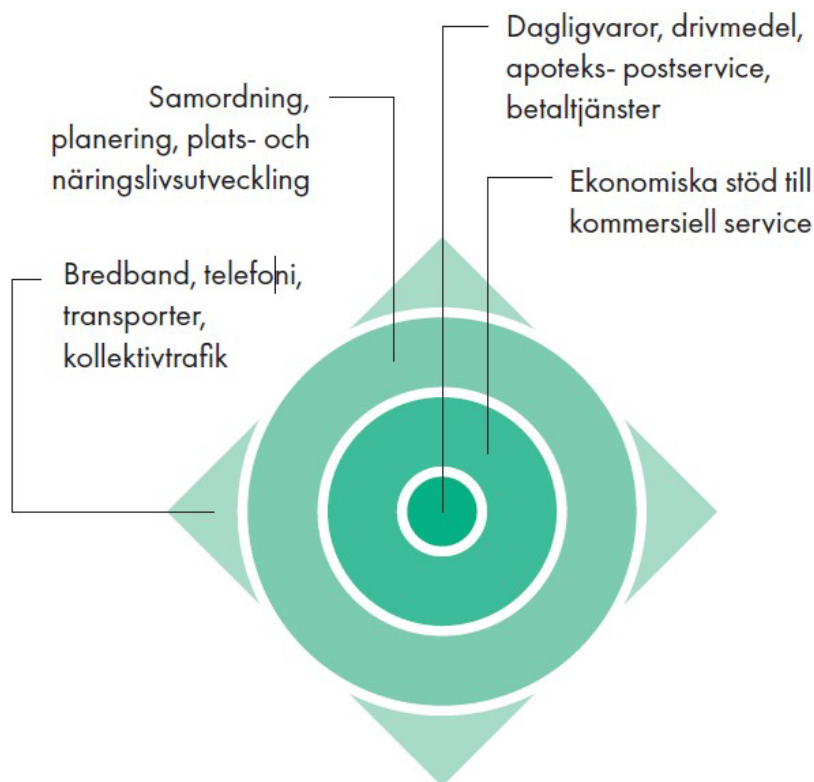 Dagligvaror, drivmedel,
apoteks- postservice,
betaltjänster
Samordning,
planering, plats- och
näringslivsutveckling
Ekonomiska stöd till
kommersiell service
Bredband, telefoni,
transporter,
kollektivtrafik